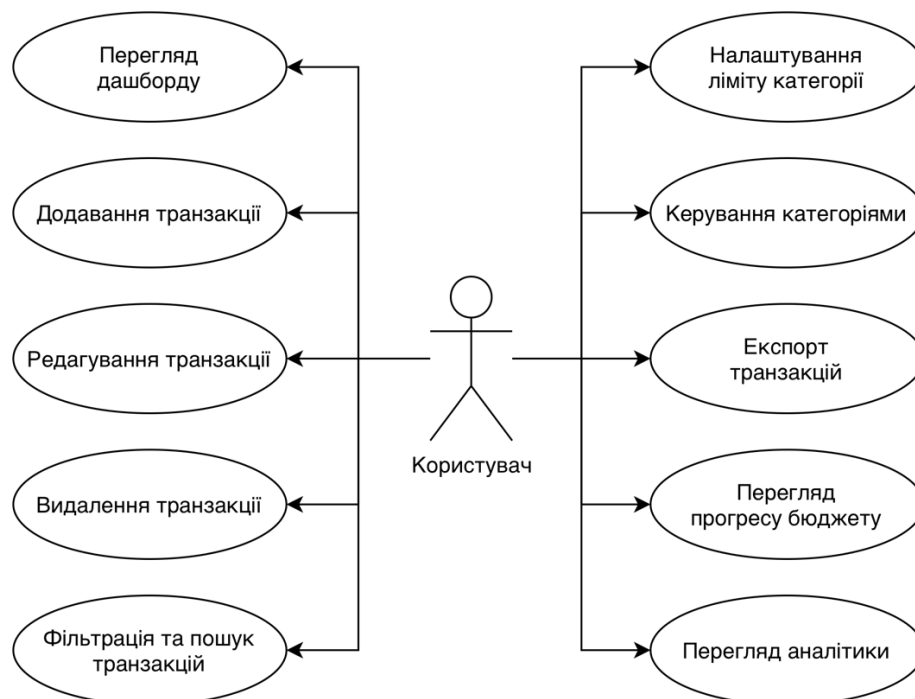 Перегляд
дашборду
Додавання транзакції
Редагування транзакції
Видалення транзакції
Фільтрація та пошук
транзакцій
Користувач
Налаштування
ліміту категорії
Керування категоріями
Експорт
транзакцій
Перегляд
прогресу бюджету
Перегляд аналітики